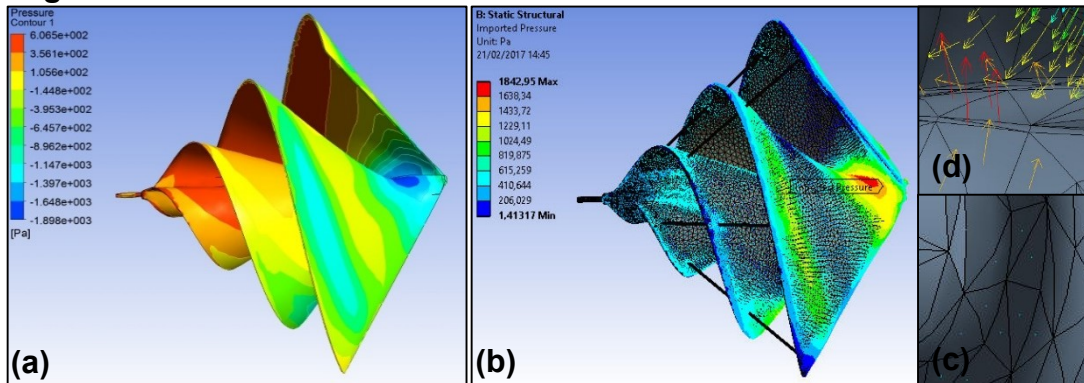 Pressure
Contour 1
6.065e+002
3.561e+002
1.056e+002
-1.448e+002
-3.953e+002
-6.457e+002
-8.962e+002
-1.147e+003
-1.397e+003
-1.648e+003
-1.898e+003
[Pa]
(a)
B: Static Structural
Imported Pressure
Unit: Pa
21/02/2017 14:45
1842,95 Max
1638,34
1433,72
1229,11
1024,49
819,875
615,259
410,644
206,029
1,41317 Min
Pressure
(b)
(d)
(c)